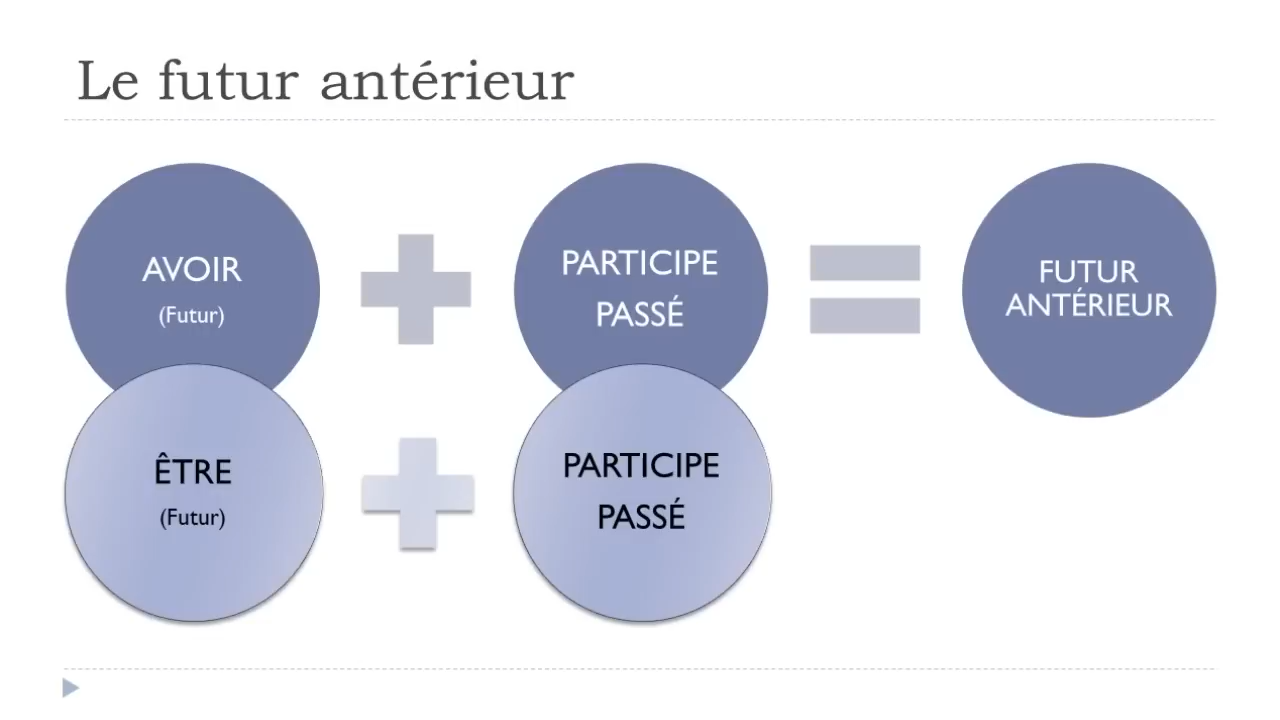 Le futur antérieur
AVOIR
(Futur)
PARTICIPE
PASSÉ
FUTUR
ANTÉRIEUR
ÊTRE
(Futur)
PARTICIPE
PASSÉ